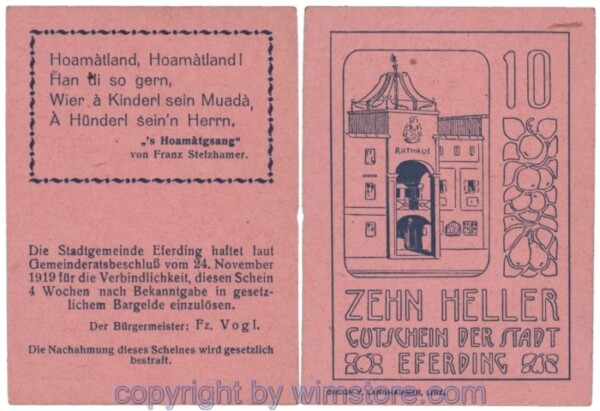 Hoamàtland, Hoamàtland!
Han di so gern,
Wier à Kinderl sein Muadà,
À Hünderl sein'n Herrn.
„'s Hoamàtgsang"
von Franz Stelzhamer.
Die Stadtgemeinde Eferding haftet laut
Gemeinderatsbeschluß vom 24. November
1919 für die Verbindlichkeit, diesen Schein
4 Wochen nach Bekanntgabe in gesetz-
lichem Bargelde einzulösen.
Der Bürgermeister: Fz. Vogl.
Die Nachahmung dieses Scheines wird gesetzlich
bestraft.
10
RATHAUS
ZEHN HELLER
GUTSCHEIN DER STADT
EFERDING
LINZ.
copyright by wimstore.com